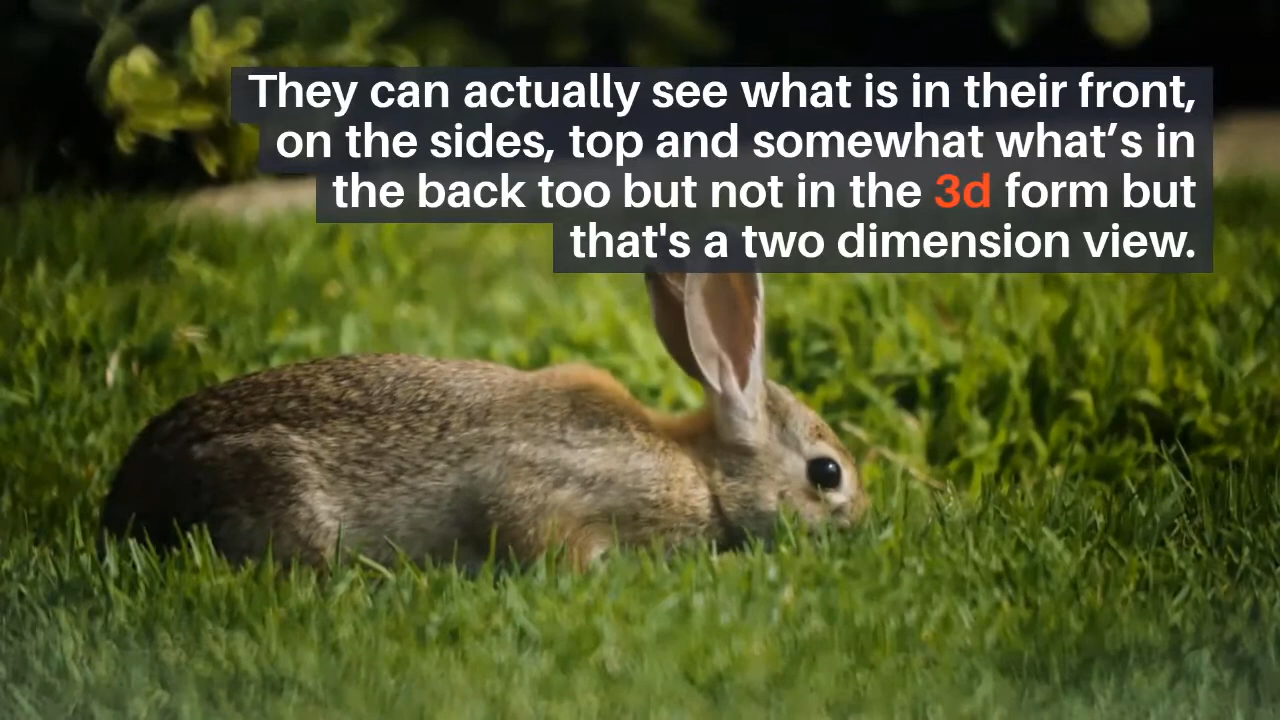 They can actually see what is in their front,
on the sides, top and somewhat what’s in
the back too but not in the 3d form but
that's a two dimension view.